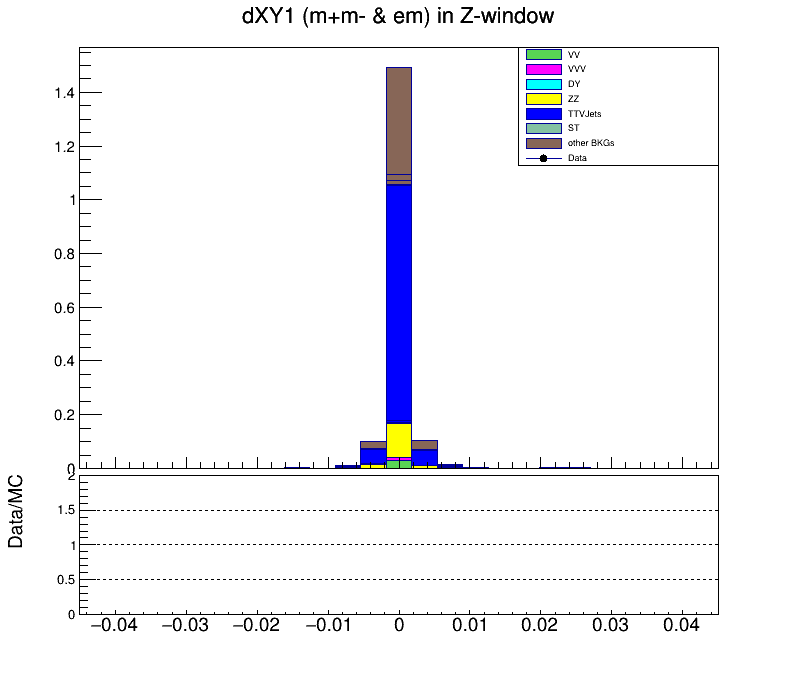 dXY1 (m+m- & em) in Z-window
VV
VVV
DY
ZZ
TTVJets
ST
other BKGs
Data
1.4
1.2
1
0.8
0.6
0.4
0.2
0
Data/MC
2
1.5
1
0.5
0
−0.04 −0.03 −0.02 −0.01 0 0.01 0.02 0.03 0.04